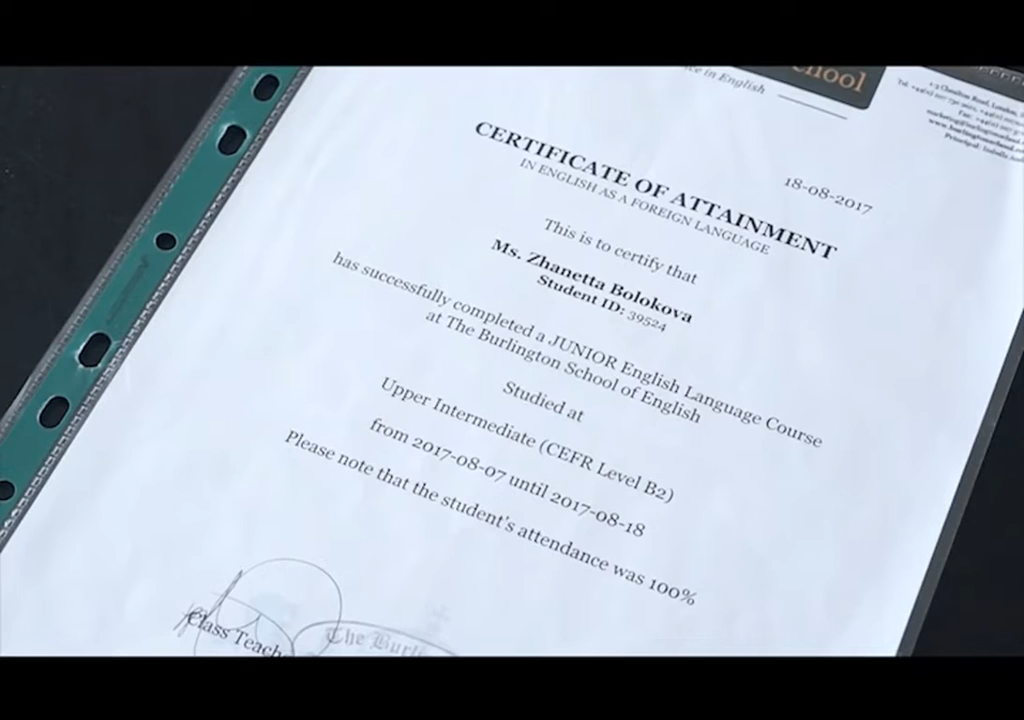 in English
school
Tel.
18-08-2017
CERTIFICATE OF ATTAINMENT
IN ENGLISH AS A FOREIGN LANGUAGE
This is to certify that
Ms. Zhanetta Bolokova
Student ID: 39524
has successfully completed a JUNIOR English Language Course
at The Burlington School of English
Studied at
Upper Intermediate (CEFR Level B2)
from 2017-08-07 until 2017-08-18
Please note that the student's attendance was 100%
Class Teach
The Burli